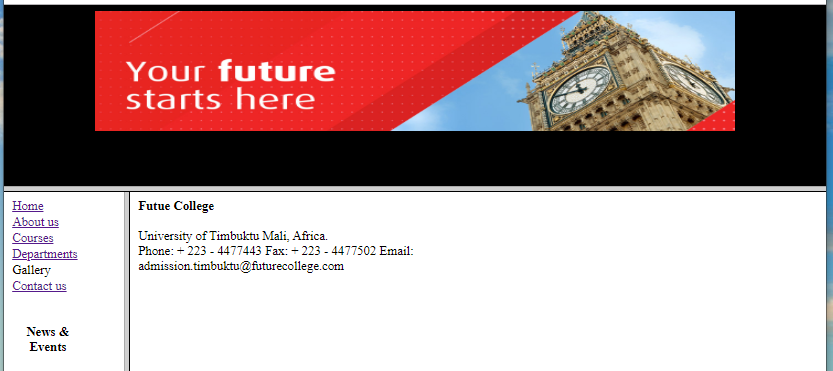 Your future
starts here
Home
About us
Courses
Departments
Gallery
Contact us
News &
Events
Futue College
University of Timbuktu Mali, Africa.
Phone: + 223 - 4477443 Fax: + 223 - 4477502 Email:
admission.timbuktu@futurecollege.com